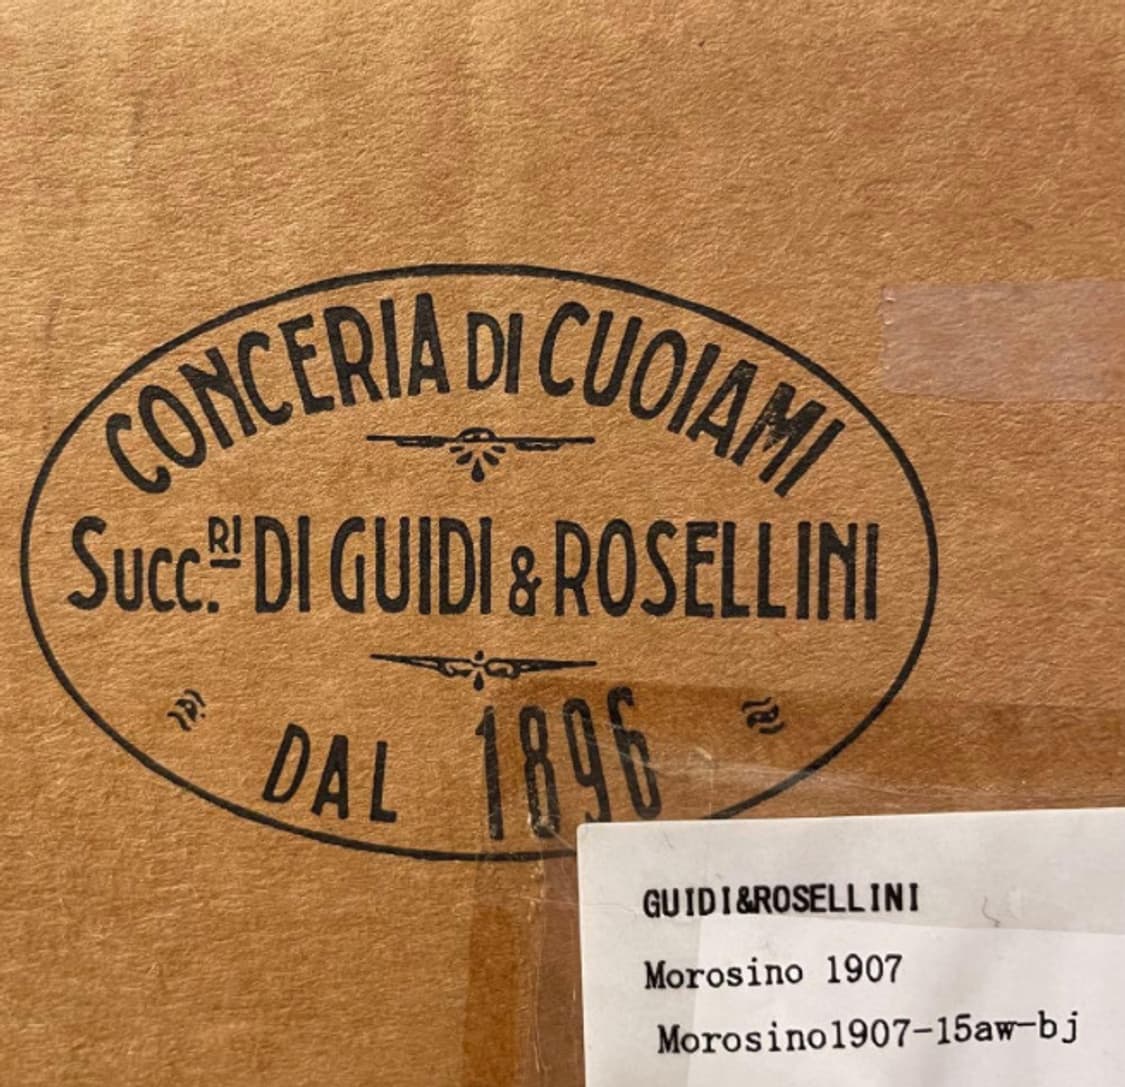 CONCERIA DI CUOIAMI
Succ.RI DI GUIDI & ROSELLINI
DAL 1896
GUIDI&ROSELLINI
Morosino 1907
Morosino1907-15aw-bj